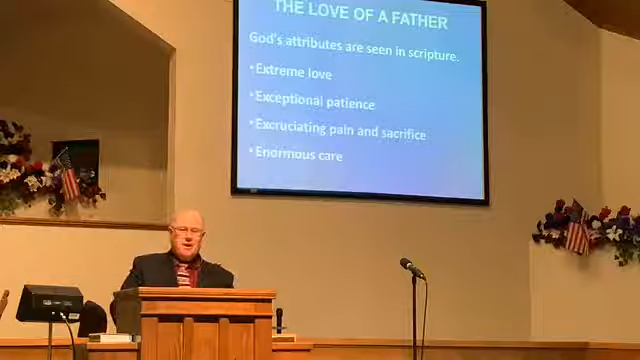 THE LOVE OF A FATHER
God's attributes are seen in scripture.
•Extreme love
•Exceptional patience
•Excruciating pain and sacrifice
•Enormous care